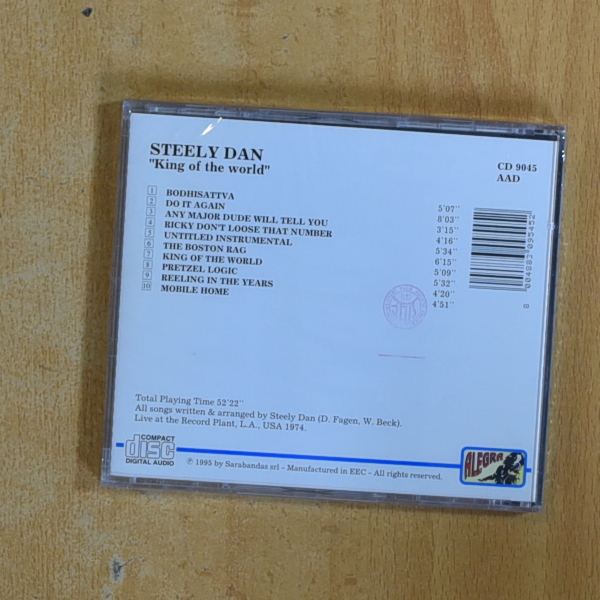 STEELY DAN
"King of the world"
CD 9045
AAD
1 BODHISATTVA 5'07"
2 DO IT AGAIN 8'03"
3 ANY MAJOR DUDE WILL TELL YOU 3'15"
4 RICKY DON'T LOOSE THAT NUMBER 4'16"
5 UNTITLED INSTRUMENTAL 5'34"
6 THE BOSTON RAG 6'15"
7 KING OF THE WORLD 5'09"
8 PRETZEL LOGIC 5'32"
9 REELING IN THE YEARS 4'20"
10 MOBILE HOME 4'51"
Total Playing Time 52'22"
All songs written & arranged by Steely Dan (D. Fagen, W. Beck).
Live at the Record Plant, L.A., USA 1974.
COMPACT
disc
DIGITAL AUDIO
℗ 1995 by Sarabandas srl – Manufactured in EEC – All rights reserved.
ALEGRA